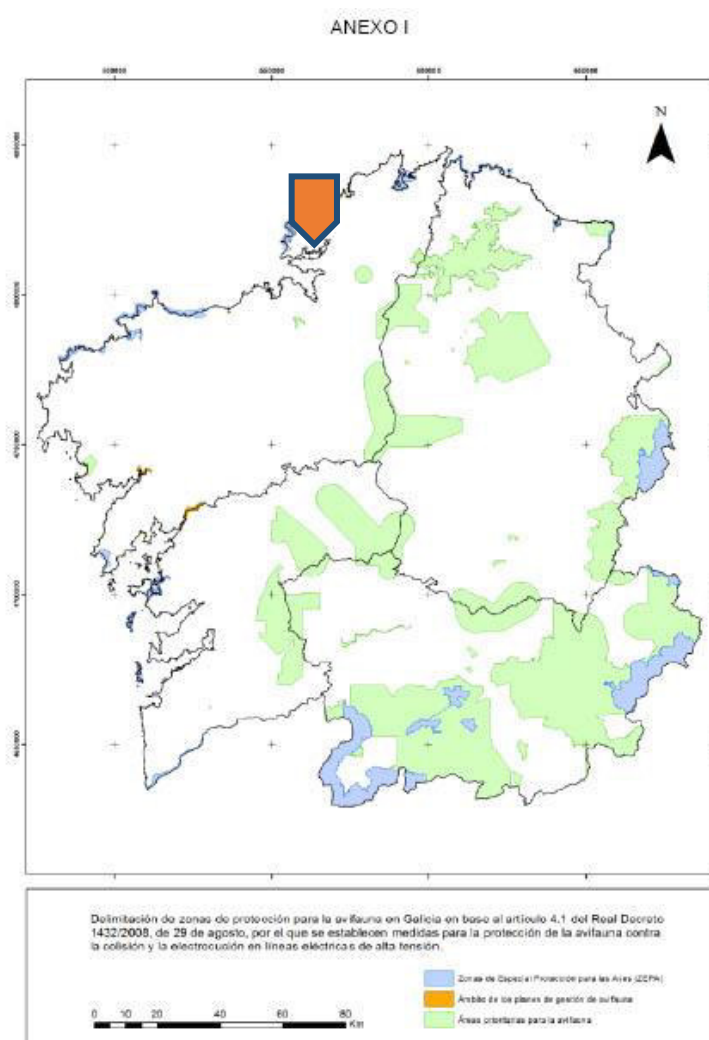 ANEXO I
N
Delimitación de zonas de protección para la avifauna en Galicia en base al artículo 4.1 del Real Decreto
1432/2008, de 29 de agosto, por el que se establecen medidas para la protección de la avifauna contra
la colisión y la electrocución en líneas eléctricas de alta tensión.
Zonas de Especial Protección para las Aves (ZEPA)
Ámbito de los planes de gestión de avifauna
Áreas prioritarias para la avifauna
0 10 20 40 60 80
Km